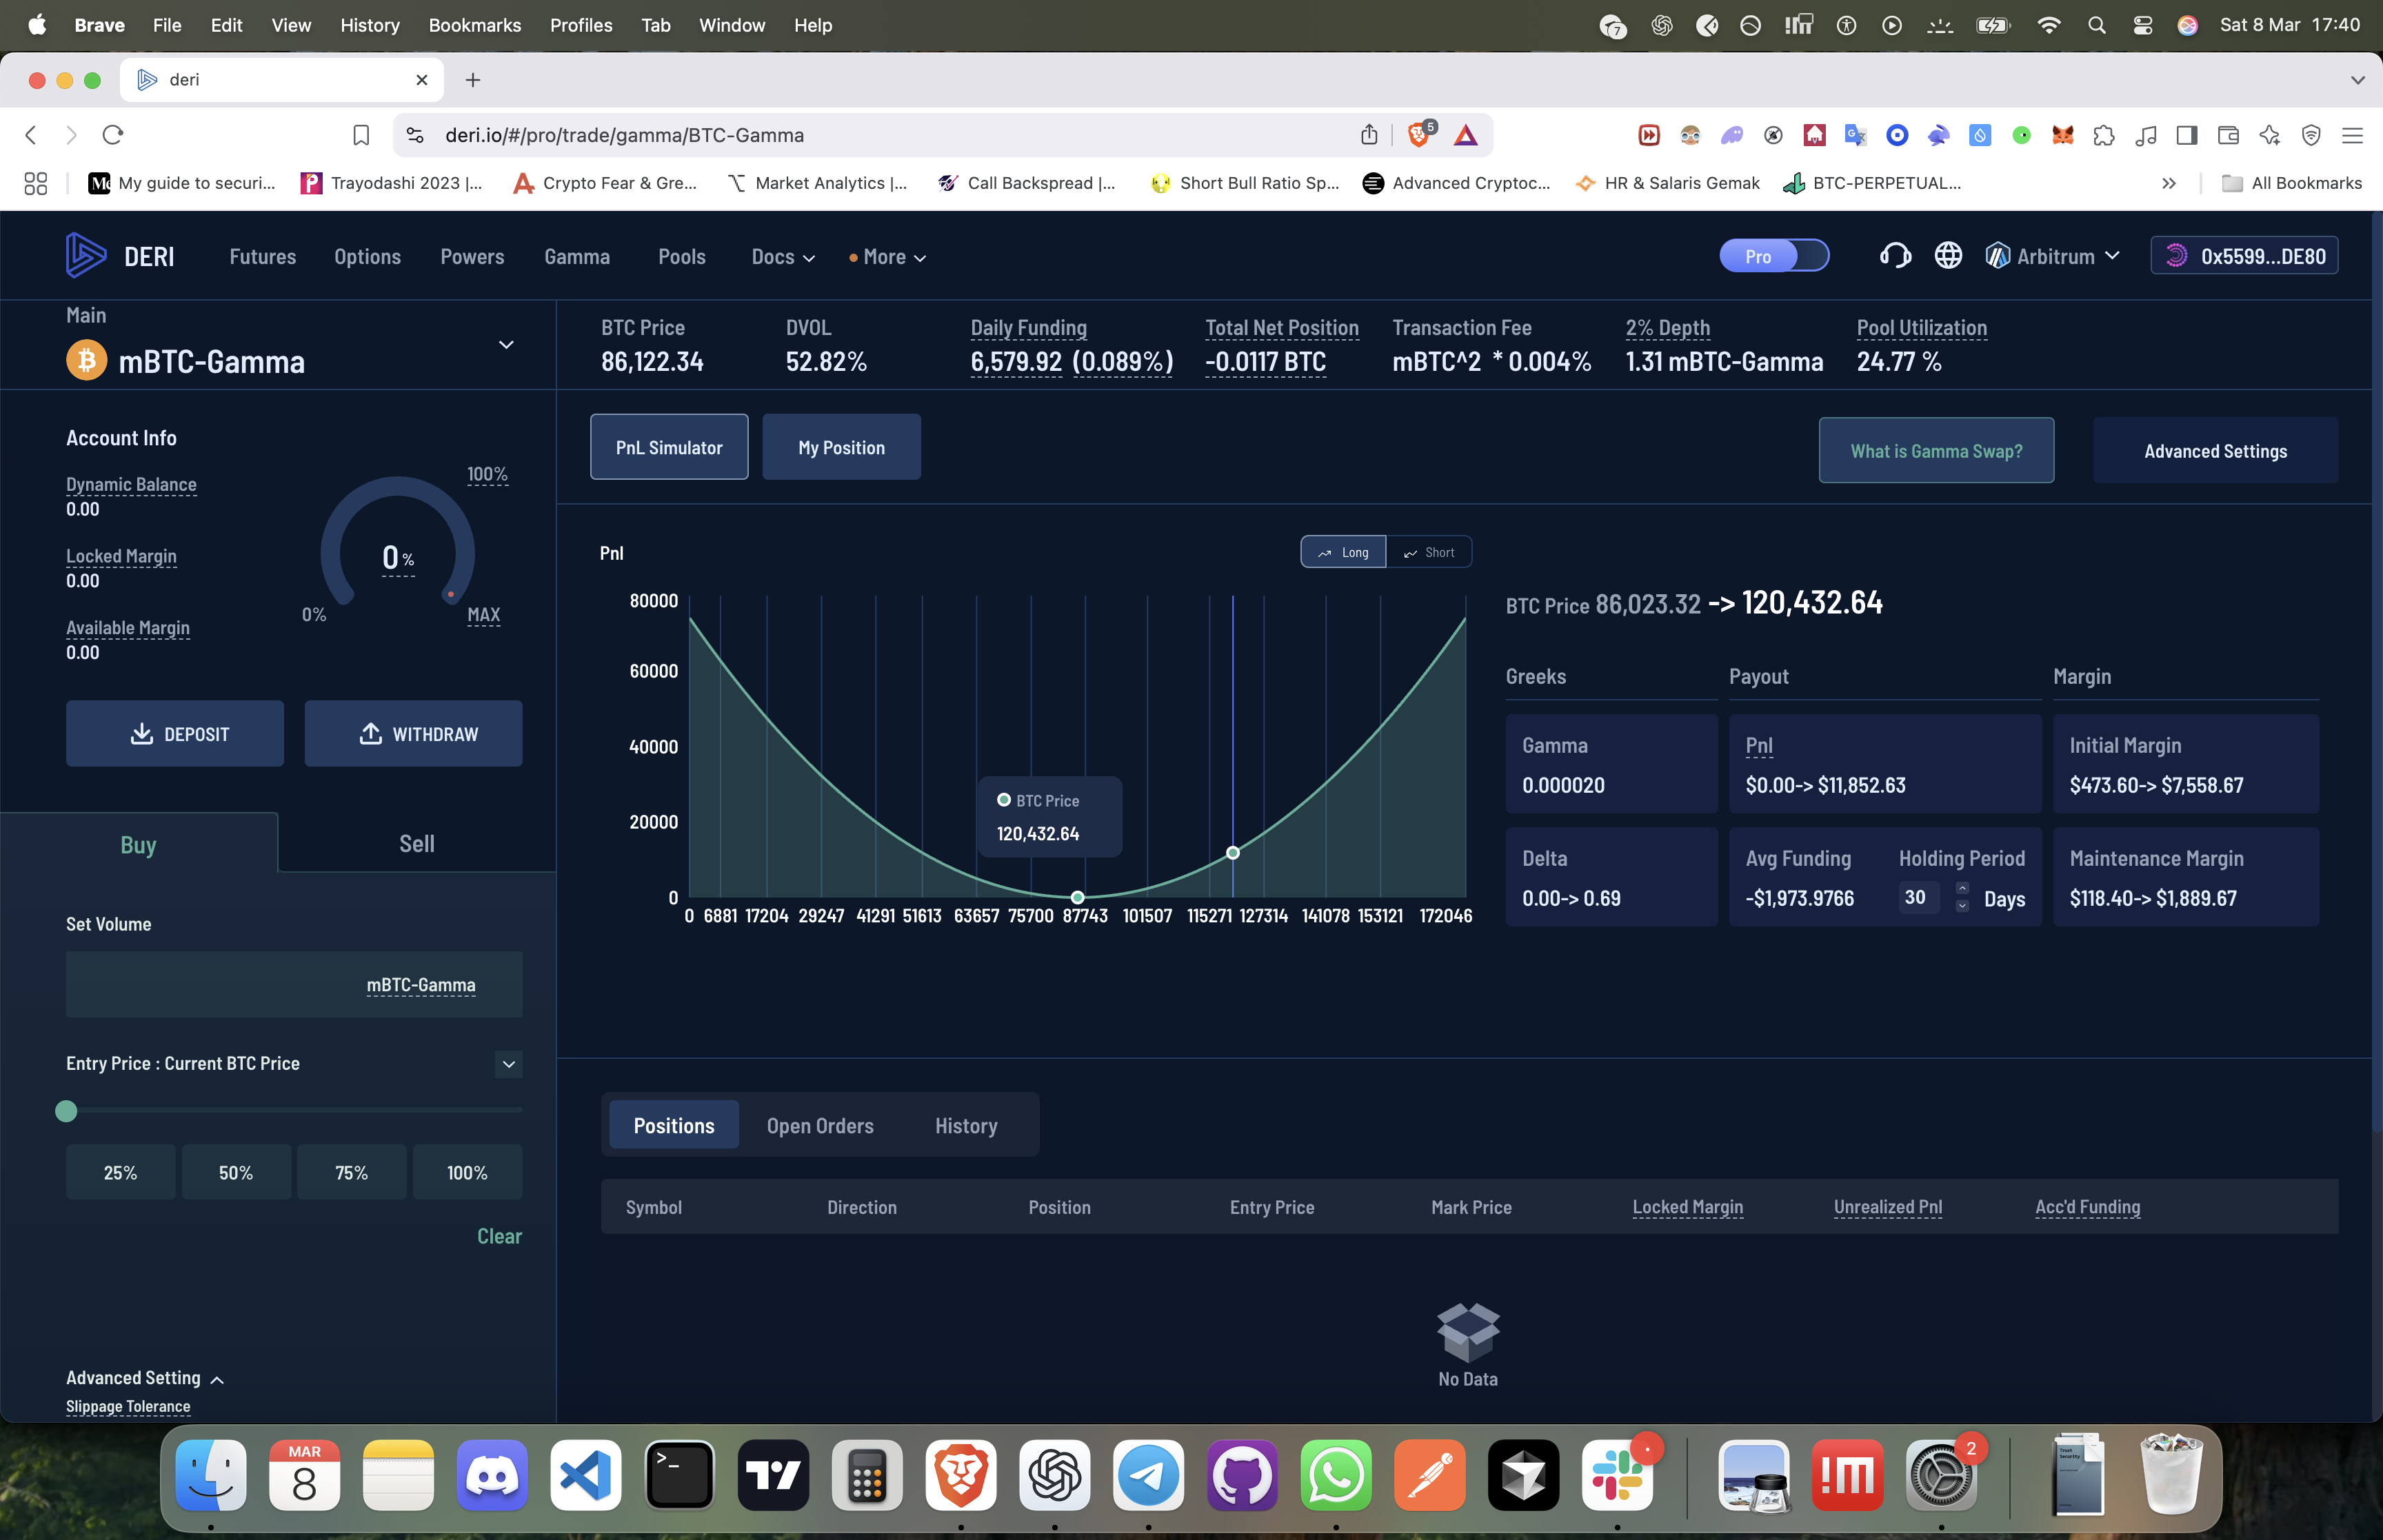 Brave File Edit View History Bookmarks Profiles Tab Window Help
7
Sat 8 Mar 17:40
deri
deri.io/#/pro/trade/gamma/BTC-Gamma
5
My guide to securi...
Trayodashi 2023 |...
Crypto Fear & Gre...
Market Analytics |...
Call Backspread |...
Short Bull Ratio Sp...
Advanced Cryptoc...
HR & Salaris Gemak
BTC-PERPETUAL...
All Bookmarks
DERI
Futures Options Powers Gamma Pools Docs More
Pro
Arbitrum
0x5599...DE80
Main
mBTC-Gamma
BTC Price DVOL Daily Funding Total Net Position Transaction Fee 2% Depth Pool Utilization
86,122.34 52.82% 6,579.92 (0.089%) -0.0117 BTC mBTC^2 * 0.004% 1.31 mBTC-Gamma 24.77 %
Account Info
Dynamic Balance
0.00
Locked Margin
0.00
Available Margin
0.00
100%
0 %
0%
MAX
DEPOSIT
WITHDRAW
Buy
Sell
Set Volume
mBTC-Gamma
Entry Price : Current BTC Price
25% 50% 75% 100%
Clear
Advanced Setting
Slippage Tolerance
PnL Simulator
My Position
What is Gamma Swap?
Advanced Settings
Pnl
Long Short
80000
60000
40000
20000
0
0 6881 17204 29247 41291 51613 63657 75700 87743 101507 115271 127314 141078 153121 172046
BTC Price
120,432.64
BTC Price 86,023.32 -> 120,432.64
Greeks Payout Margin
Gamma
0.000020
Pnl
$0.00-> $11,852.63
Initial Margin
$473.60-> $7,558.67
Delta
0.00-> 0.69
Avg Funding
-$1,973.9766
Holding Period
30 Days
Maintenance Margin
$118.40-> $1,889.67
Positions Open Orders History
Symbol Direction Position Entry Price Mark Price Locked Margin Unrealized Pnl Acc'd Funding
No Data
MAR
8
2